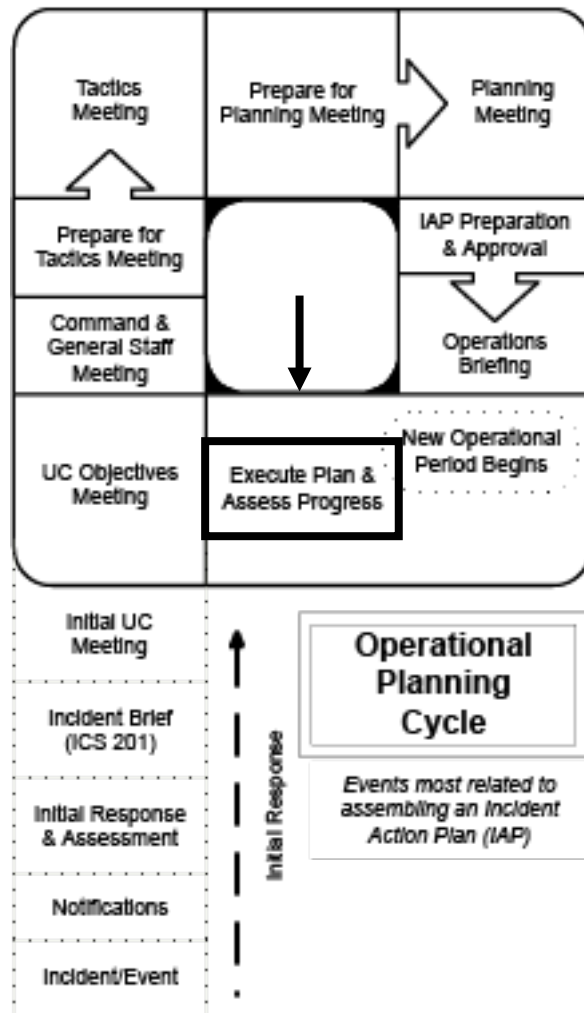 Tactics
Meeting
Prepare for
Planning Meeting
Planning
Meeting
Prepare for
Tactics Meeting
IAP Preparation
& Approval
Command &
General Staff
Meeting
Operations
Briefing
UC Objectives
Meeting
Execute Plan &
Assess Progress
New Operational
Period Begins
Initial UC
Meeting
Incident Brief
(ICS 201)
Initial Response
& Assessment
Notifications
Incident/Event
Initial Response
Operational
Planning
Cycle
Events most related to
assembling an Incident
Action Plan (IAP)